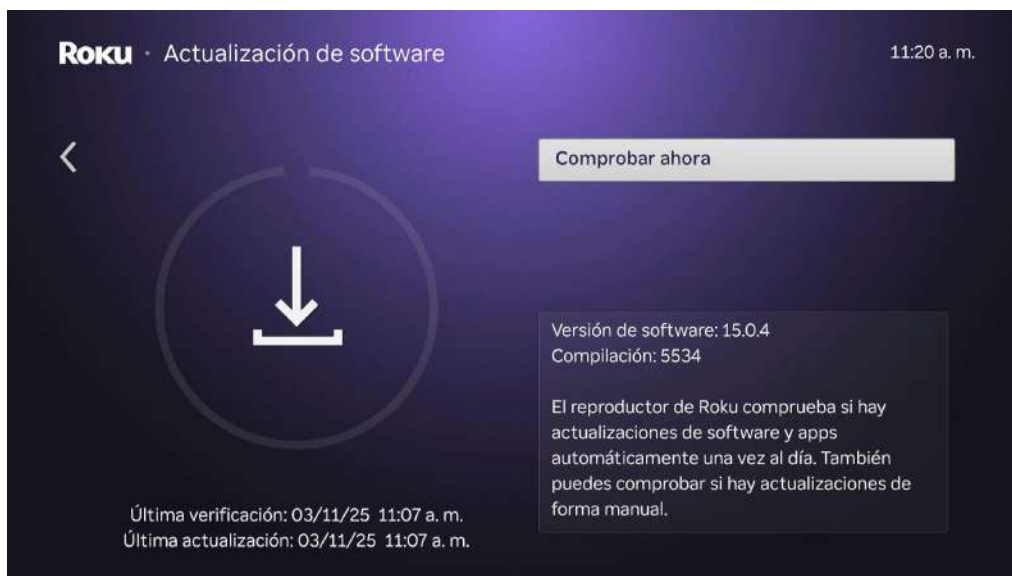 Roku · Actualización de software
11:20 a. m.
Comprobar ahora
Versión de software: 15.0.4
Compilación: 5534
El reproductor de Roku comprueba si hay
actualizaciones de software y apps
automáticamente una vez al día. También
puedes comprobar si hay actualizaciones de
forma manual.
Última verificación: 03/11/25 11:07 a. m.
Última actualización: 03/11/25 11:07 a. m.